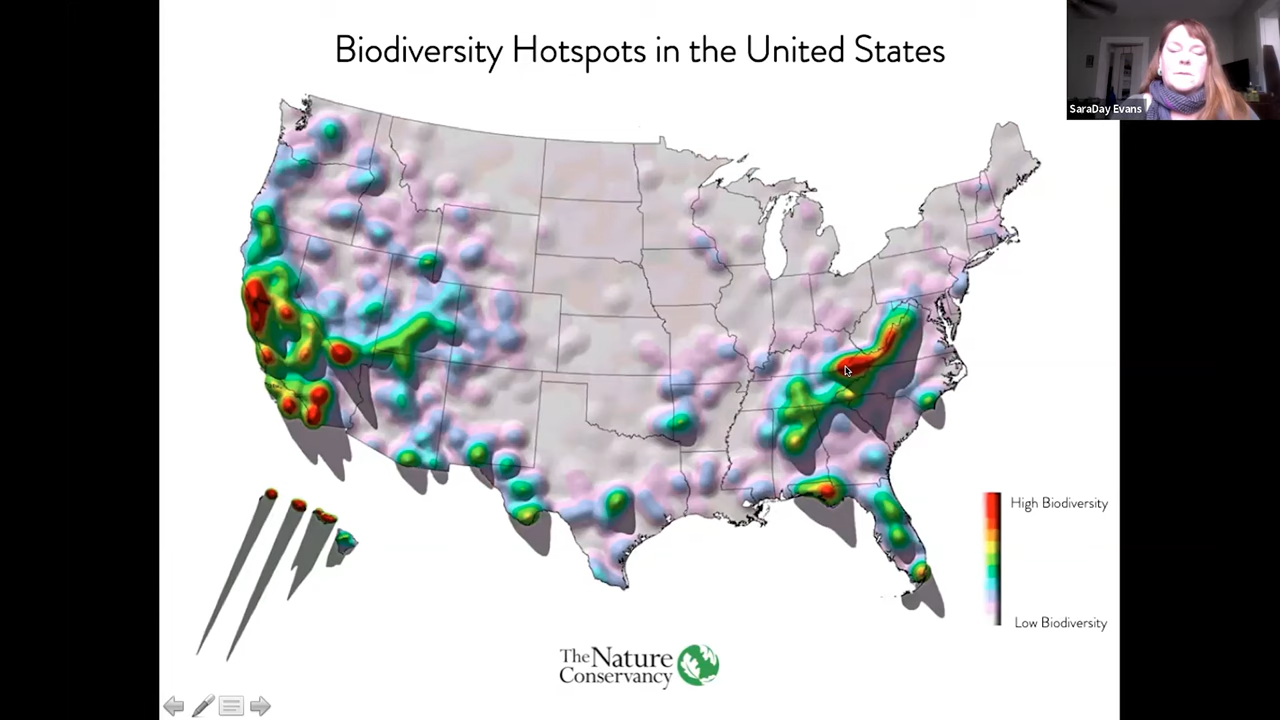 Biodiversity Hotspots in the United States
SaraDay Evans
High Biodiversity
Low Biodiversity
The Nature
Conservancy